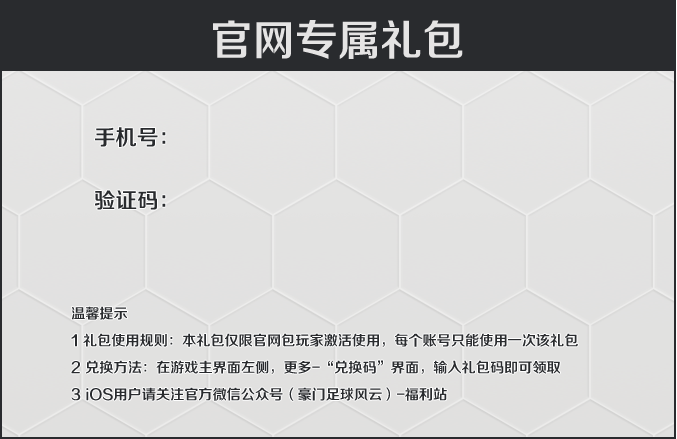 官网专属礼包
手机号：
验证码：
温馨提示
1 礼包使用规则：本礼包仅限官网包玩家激活使用，每个账号只能使用一次该礼包
2 兑换方法：在游戏主界面左侧，更多-“兑换码”界面，输入礼包码即可领取
3 iOS用户请关注官方微信公众号（豪门足球风云）-福利站